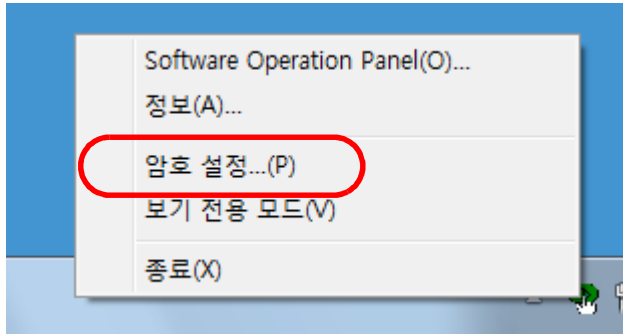 Software Operation Panel(O)...
정보(A)...
암호 설정...(P)
보기 전용 모드(V)
종료(X)